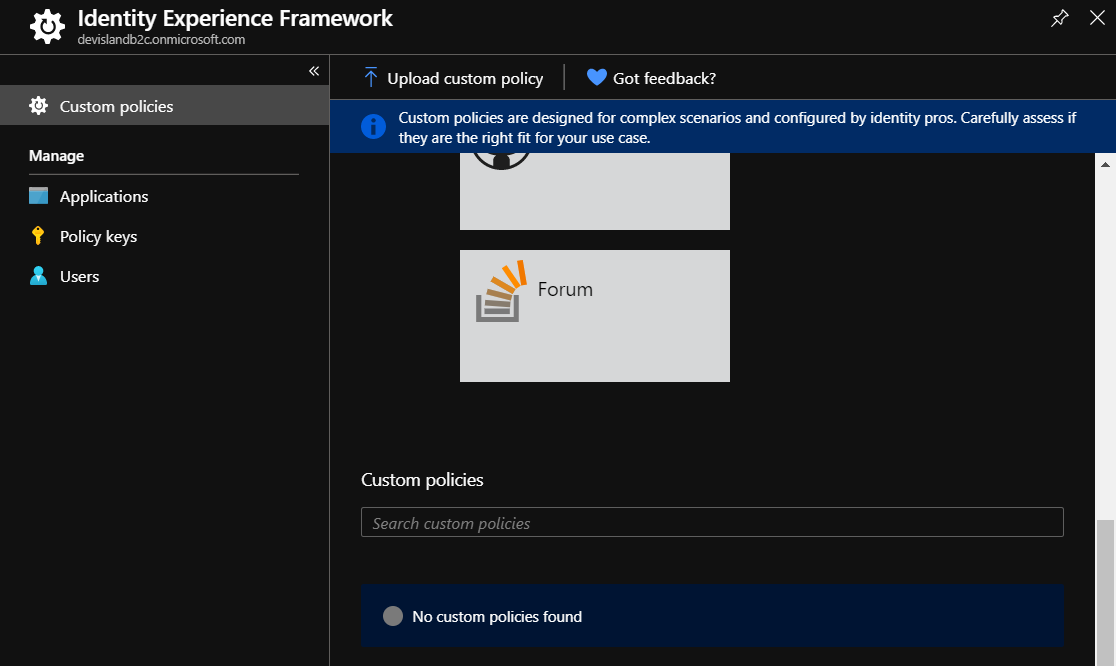 Identity Experience Framework
devislandb2c.onmicrosoft.com
«
Custom policies
Manage
Applications
Policy keys
Users
Upload custom policy
Got feedback?
Custom policies are designed for complex scenarios and configured by identity pros. Carefully assess if
they are the right fit for your use case.
Forum
Custom policies
Search custom policies
No custom policies found